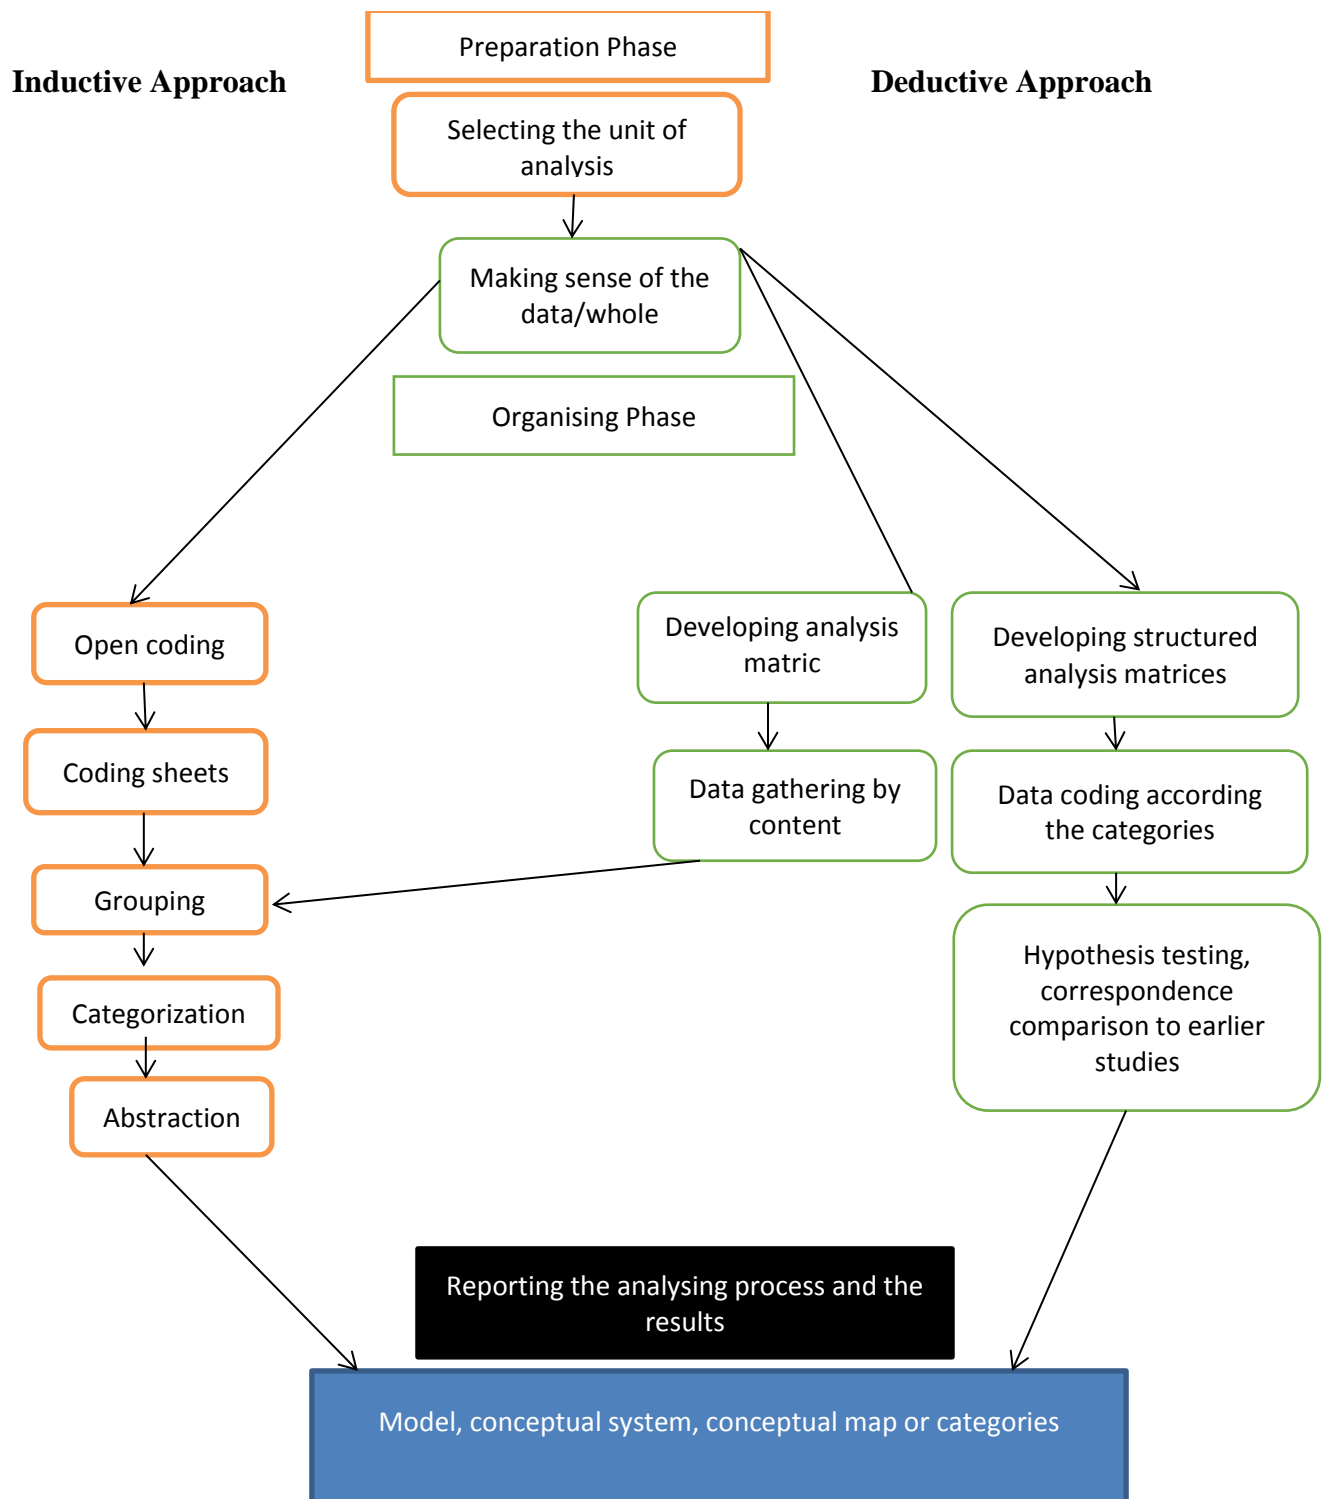 Preparation Phase
Inductive Approach
Deductive Approach
Selecting the unit of
analysis
Making sense of the
data/whole
Organising Phase
Open coding
Developing analysis
matric
Developing structured
analysis matrices
Coding sheets
Data gathering by
content
Data coding according
the categories
Grouping
Categorization
Hypothesis testing,
correspondence
comparison to earlier
studies
Abstraction
Reporting the analysing process and the
results
Model, conceptual system, conceptual map or categories